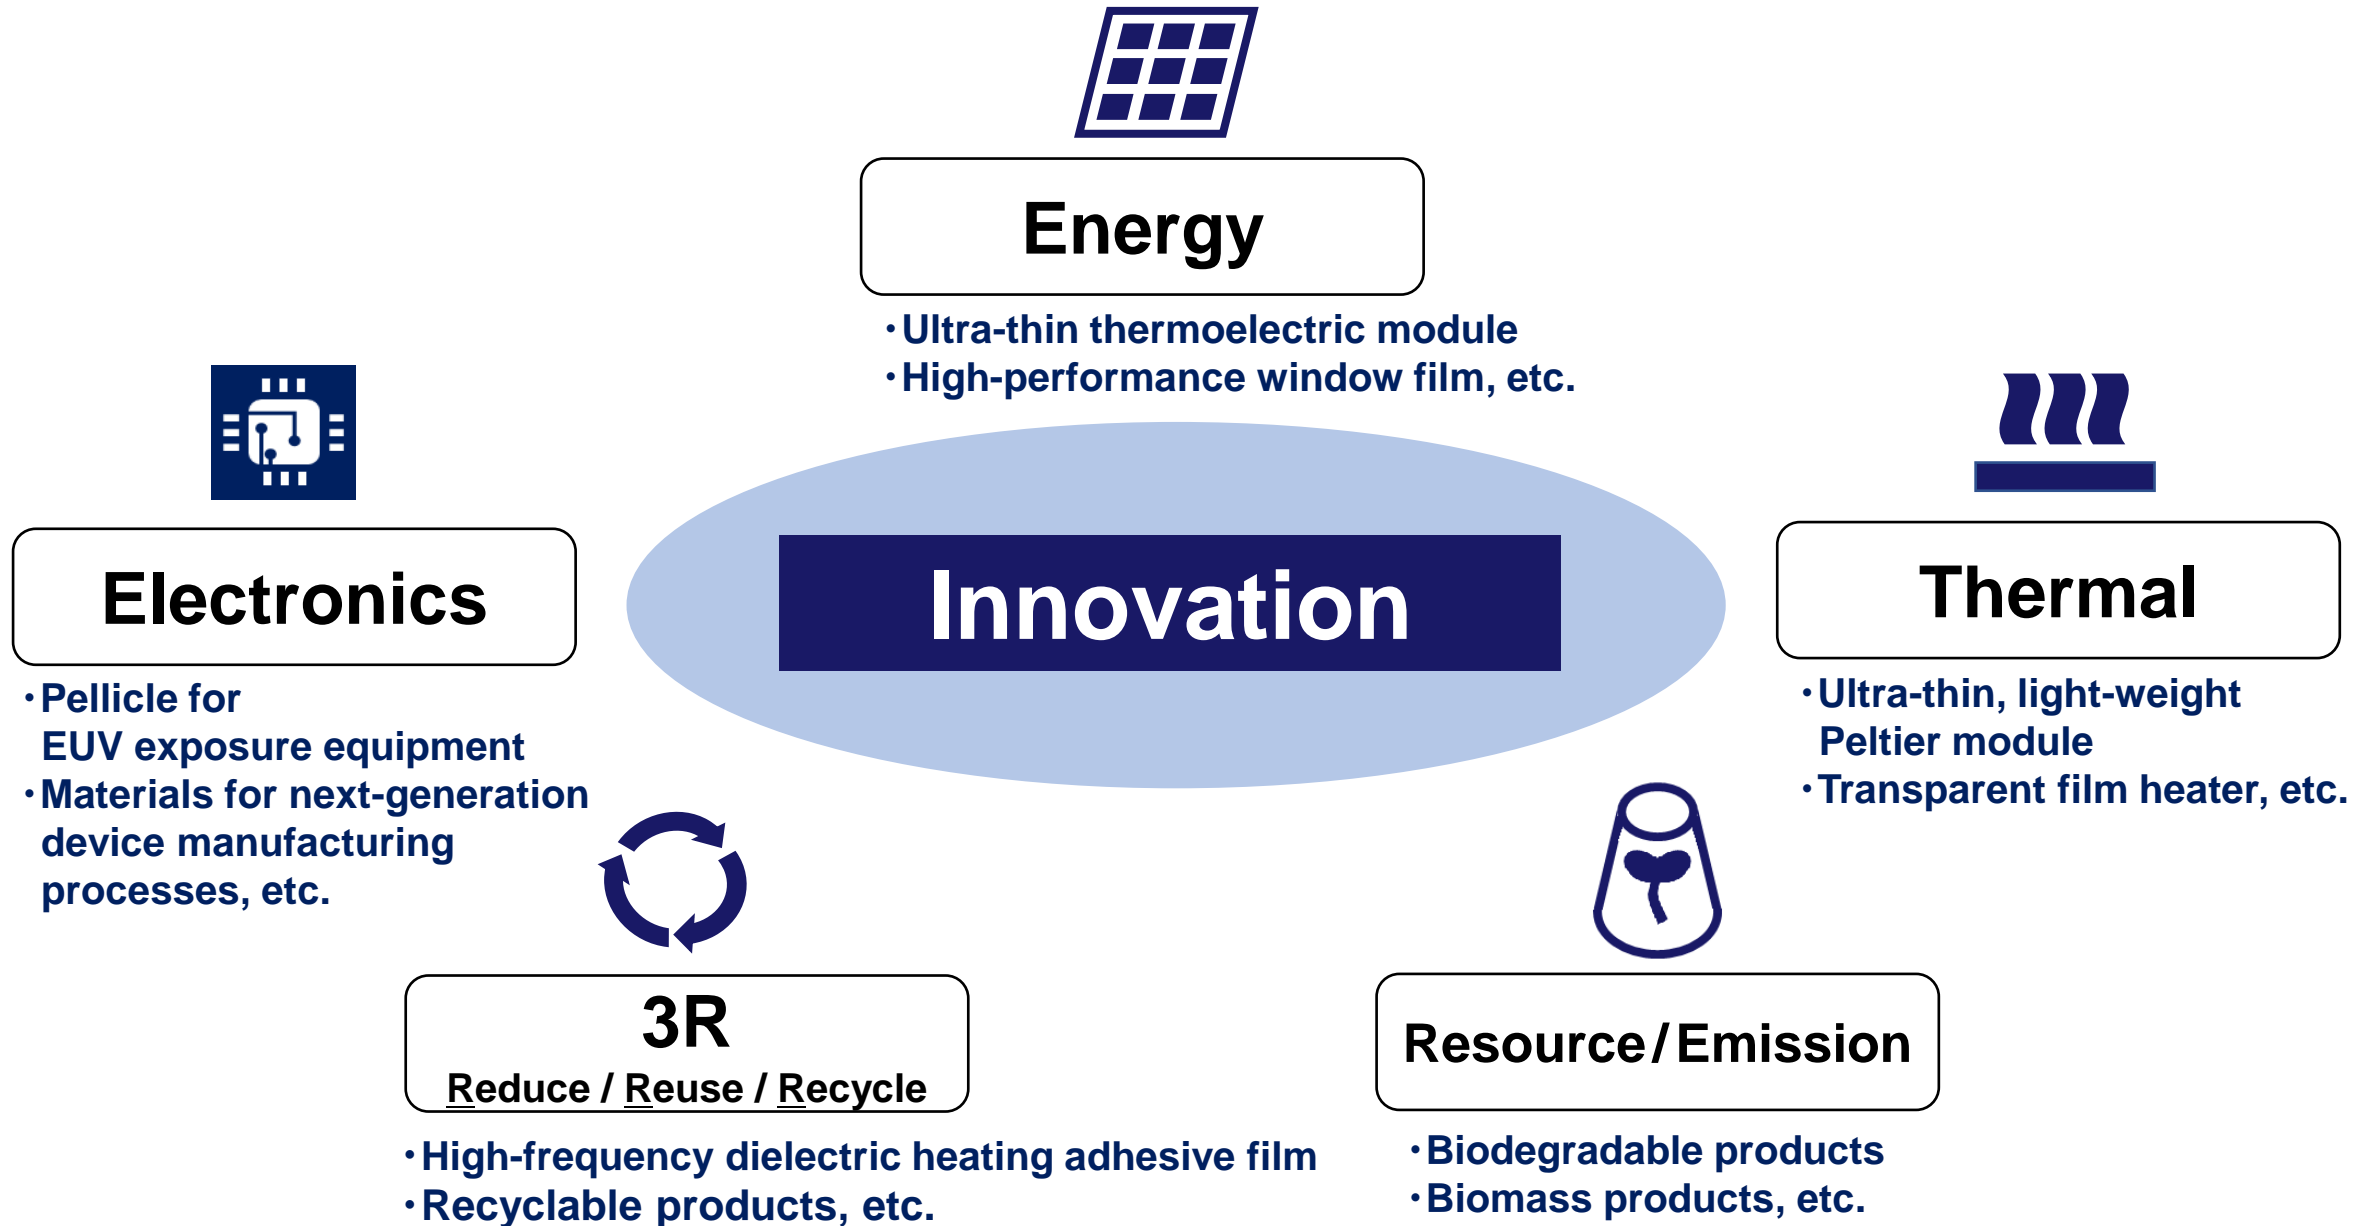 Energy
・Ultra-thin thermoelectric module
・High-performance window film, etc.
Electronics
・Pellicle for
EUV exposure equipment
・Materials for next-generation
device manufacturing
processes, etc.
Innovation
Thermal
・Ultra-thin, light-weight
Peltier module
・Transparent film heater, etc.
3R
Reduce / Reuse / Recycle
・High-frequency dielectric heating adhesive film
・Recyclable products, etc.
Resource/Emission
・Biodegradable products
・Biomass products, etc.